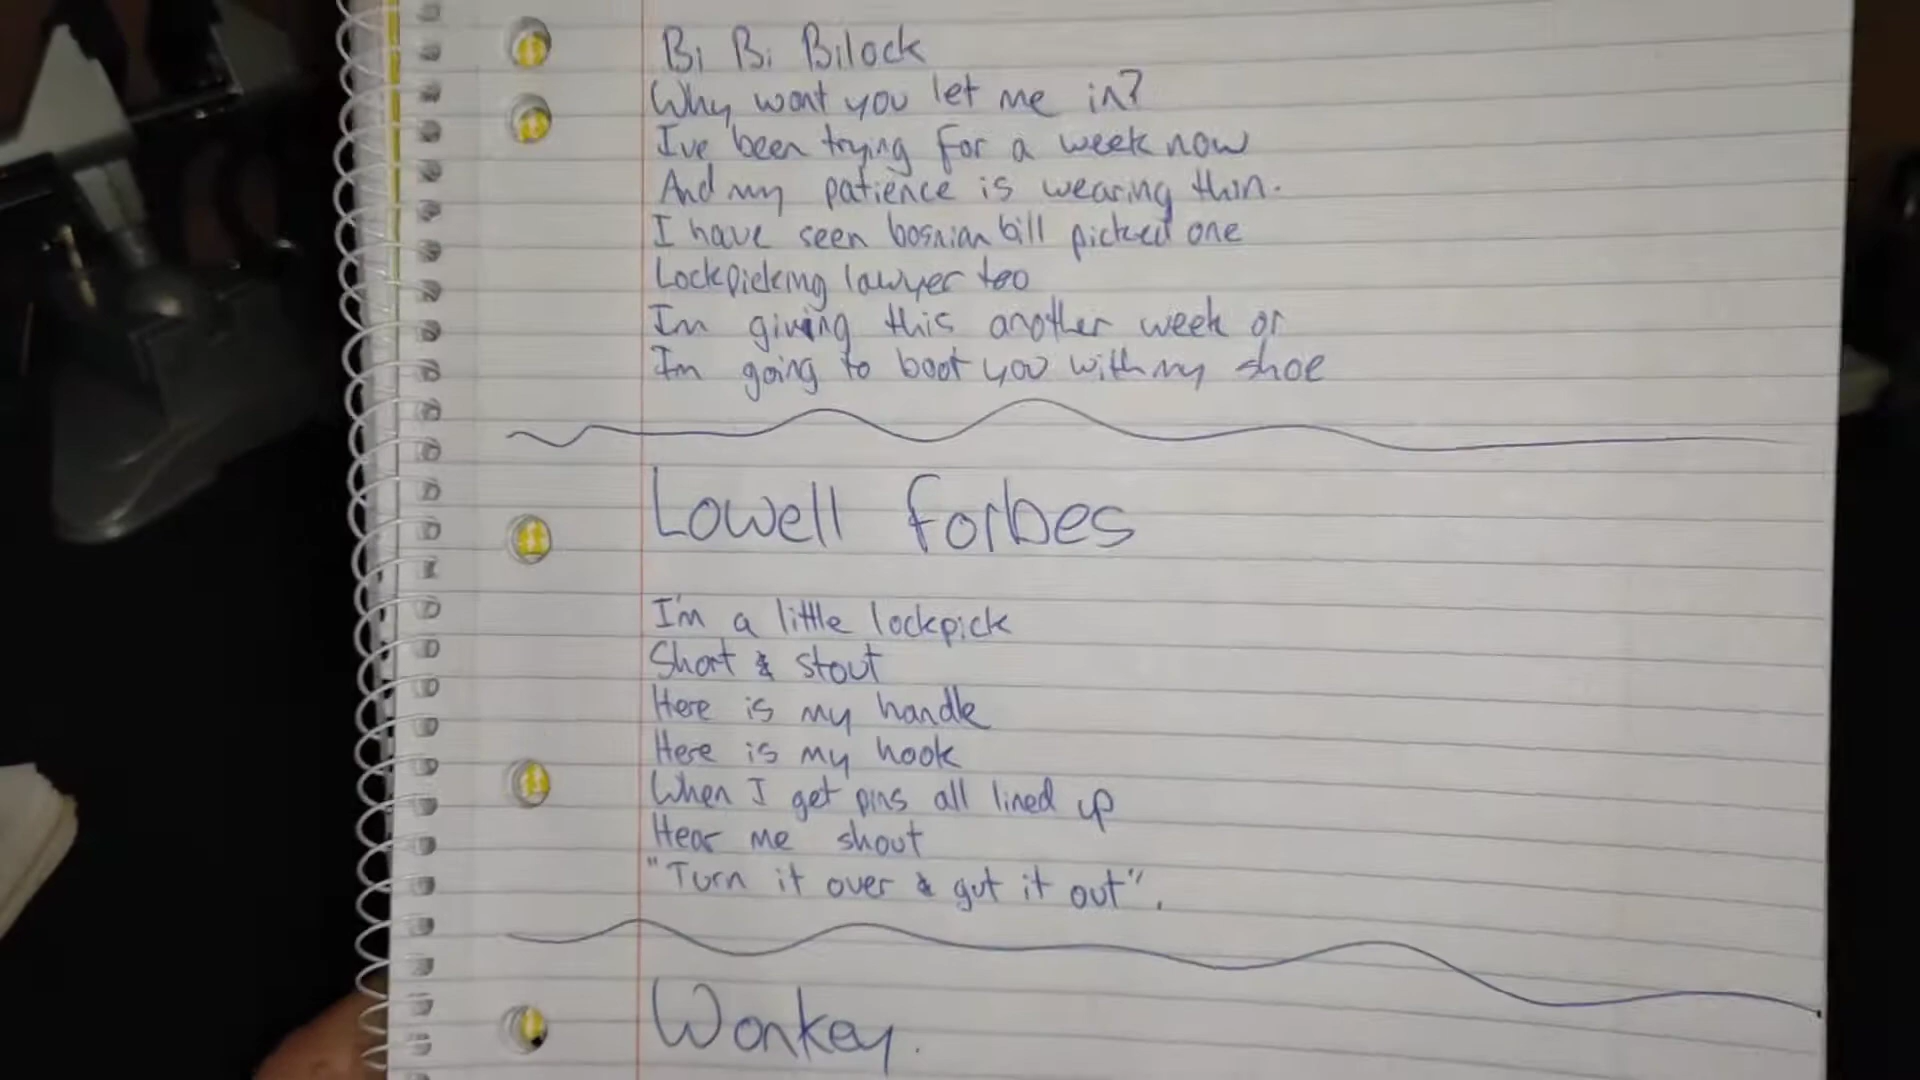 Bi Bi Bilock
Why wont you let me in?
I've been trying for a week now
And my patience is wearing thin.
I have seen bosnian bill picked one
Lockpicking lawyer too
Im giving this another week or
I'm going to boot you with my shoe
Lowell Forbes
I'm a little lockpick
Short & stout
Here is my handle
Here is my hook
When I get pins all lined up
Hear me shout
"Turn it over & gut it out".
Wonkey.